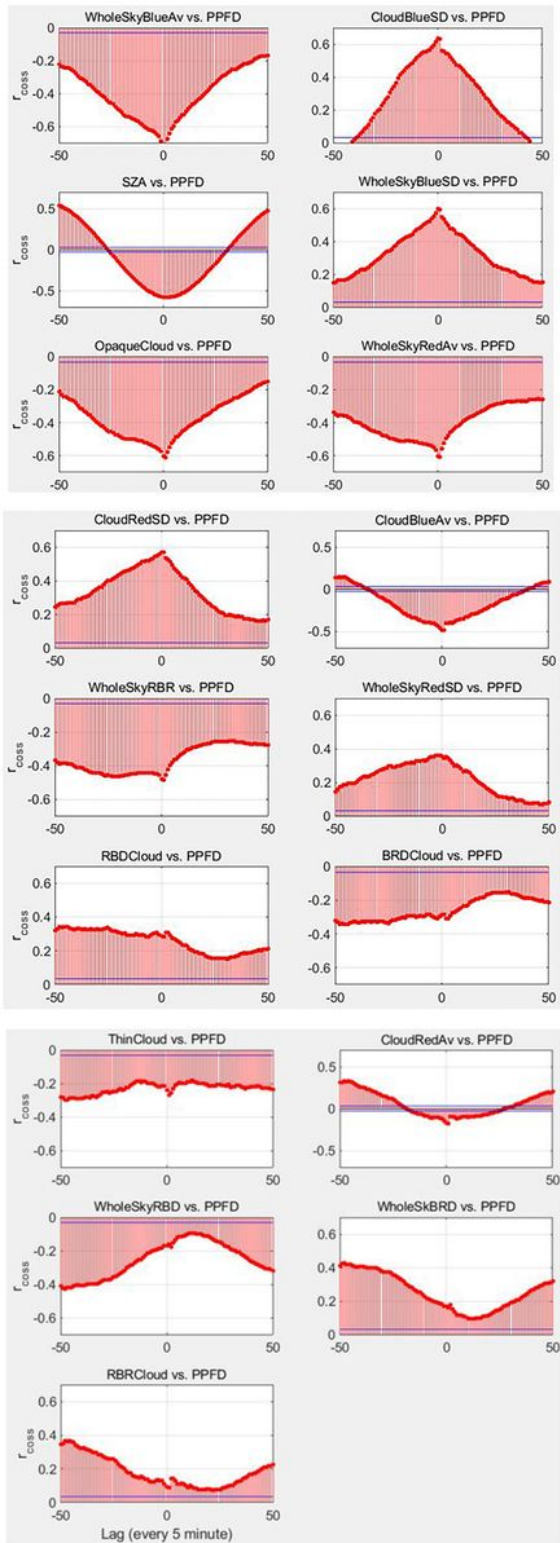 WholeSkyBlueAv vs. PPFD
CloudBlueSD vs. PPFD
r_coss
0
-0.2
-0.4
-0.6
-50 0 50
0.6
0.4
0.2
0
-50 0 50
SZA vs. PPFD
WholeSkyBlueSD vs. PPFD
r_coss
0.5
0
-0.5
-50 0 50
0.6
0.4
0.2
0
-50 0 50
OpaqueCloud vs. PPFD
WholeSkyRedAv vs. PPFD
r_coss
0
-0.2
-0.4
-0.6
-50 0 50
0
-0.2
-0.4
-0.6
-50 0 50
CloudRedSD vs. PPFD
CloudBlueAv vs. PPFD
r_coss
0.6
0.4
0.2
0
-50 0 50
0.5
0
-0.5
-50 0 50
WholeSkyRBR vs. PPFD
WholeSkyRedSD vs. PPFD
r_coss
0
-0.2
-0.4
-0.6
-50 0 50
0.6
0.4
0.2
0
-50 0 50
RBDCloud vs. PPFD
BRDCloud vs. PPFD
0.6
0.4
0.2
0
-50 0 50
0
-0.2
-0.4
-0.6
-50 0 50
ThinCloud vs. PPFD
CloudRedAv vs. PPFD
r_coss
0
-0.2
-0.4
-0.6
-50 0 50
0.5
0
-0.5
-50 0 50
WholeSkyRBD vs. PPFD
WholeSkBRD vs. PPFD
r_coss
0
-0.2
-0.4
-0.6
-50 0 50
0.6
0.4
0.2
0
-50 0 50
RBRCloud vs. PPFD
r_coss
0.6
0.4
0.2
0
-50 0 50
Lag (every 5 minute)